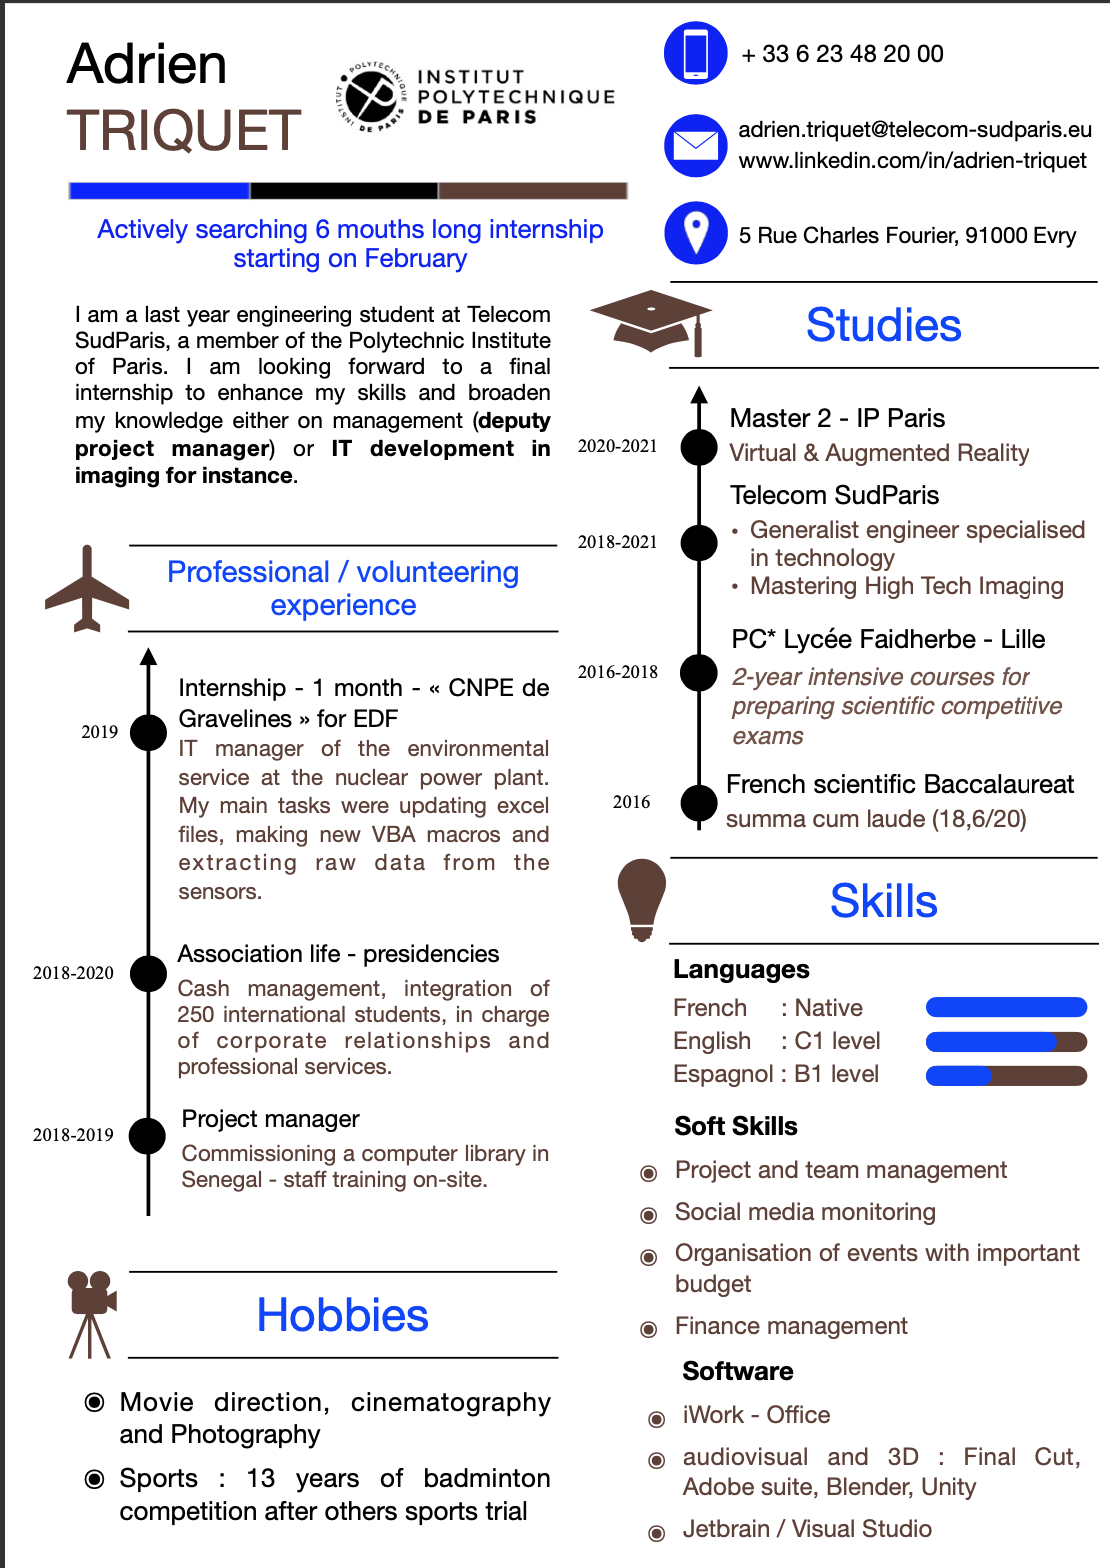 Adrien
TRIQUET
POLYTECHNIQUE
INSTITUT
DE PARIS
INSTITUT
POLYTECHNIQUE
DE PARIS
+ 33 6 23 48 20 00
adrien.triquet@telecom-sudparis.eu
www.linkedin.com/in/adrien-triquet
5 Rue Charles Fourier, 91000 Evry
Actively searching 6 mouths long internship
starting on February
I am a last year engineering student at Telecom
SudParis, a member of the Polytechnic Institute
of Paris. I am looking forward to a final
internship to enhance my skills and broaden
my knowledge either on management (deputy
project manager) or IT development in
imaging for instance.
Professional / volunteering
experience
Internship - 1 month - « CNPE de
Gravelines » for EDF
2019
IT manager of the environmental
service at the nuclear power plant.
My main tasks were updating excel
files, making new VBA macros and
extracting raw data from the
sensors.
Association life - presidencies
2018-2020
Cash management, integration of
250 international students, in charge
of corporate relationships and
professional services.
Project manager
2018-2019
Commissioning a computer library in
Senegal - staff training on-site.
Hobbies
◉ Movie direction, cinematography
and Photography
◉ Sports : 13 years of badminton
competition after others sports trial
Studies
Master 2 - IP Paris
2020-2021
Virtual & Augmented Reality
Telecom SudParis
2018-2021
• Generalist engineer specialised
in technology
• Mastering High Tech Imaging
PC* Lycée Faidherbe - Lille
2016-2018
2-year intensive courses for
preparing scientific competitive
exams
French scientific Baccalaureat
2016
summa cum laude (18,6/20)
Skills
Languages
French : Native
English : C1 level
Espagnol : B1 level
Soft Skills
◉ Project and team management
◉ Social media monitoring
◉ Organisation of events with important
budget
◉ Finance management
Software
◉ iWork - Office
◉ audiovisual and 3D : Final Cut,
Adobe suite, Blender, Unity
◉ Jetbrain / Visual Studio